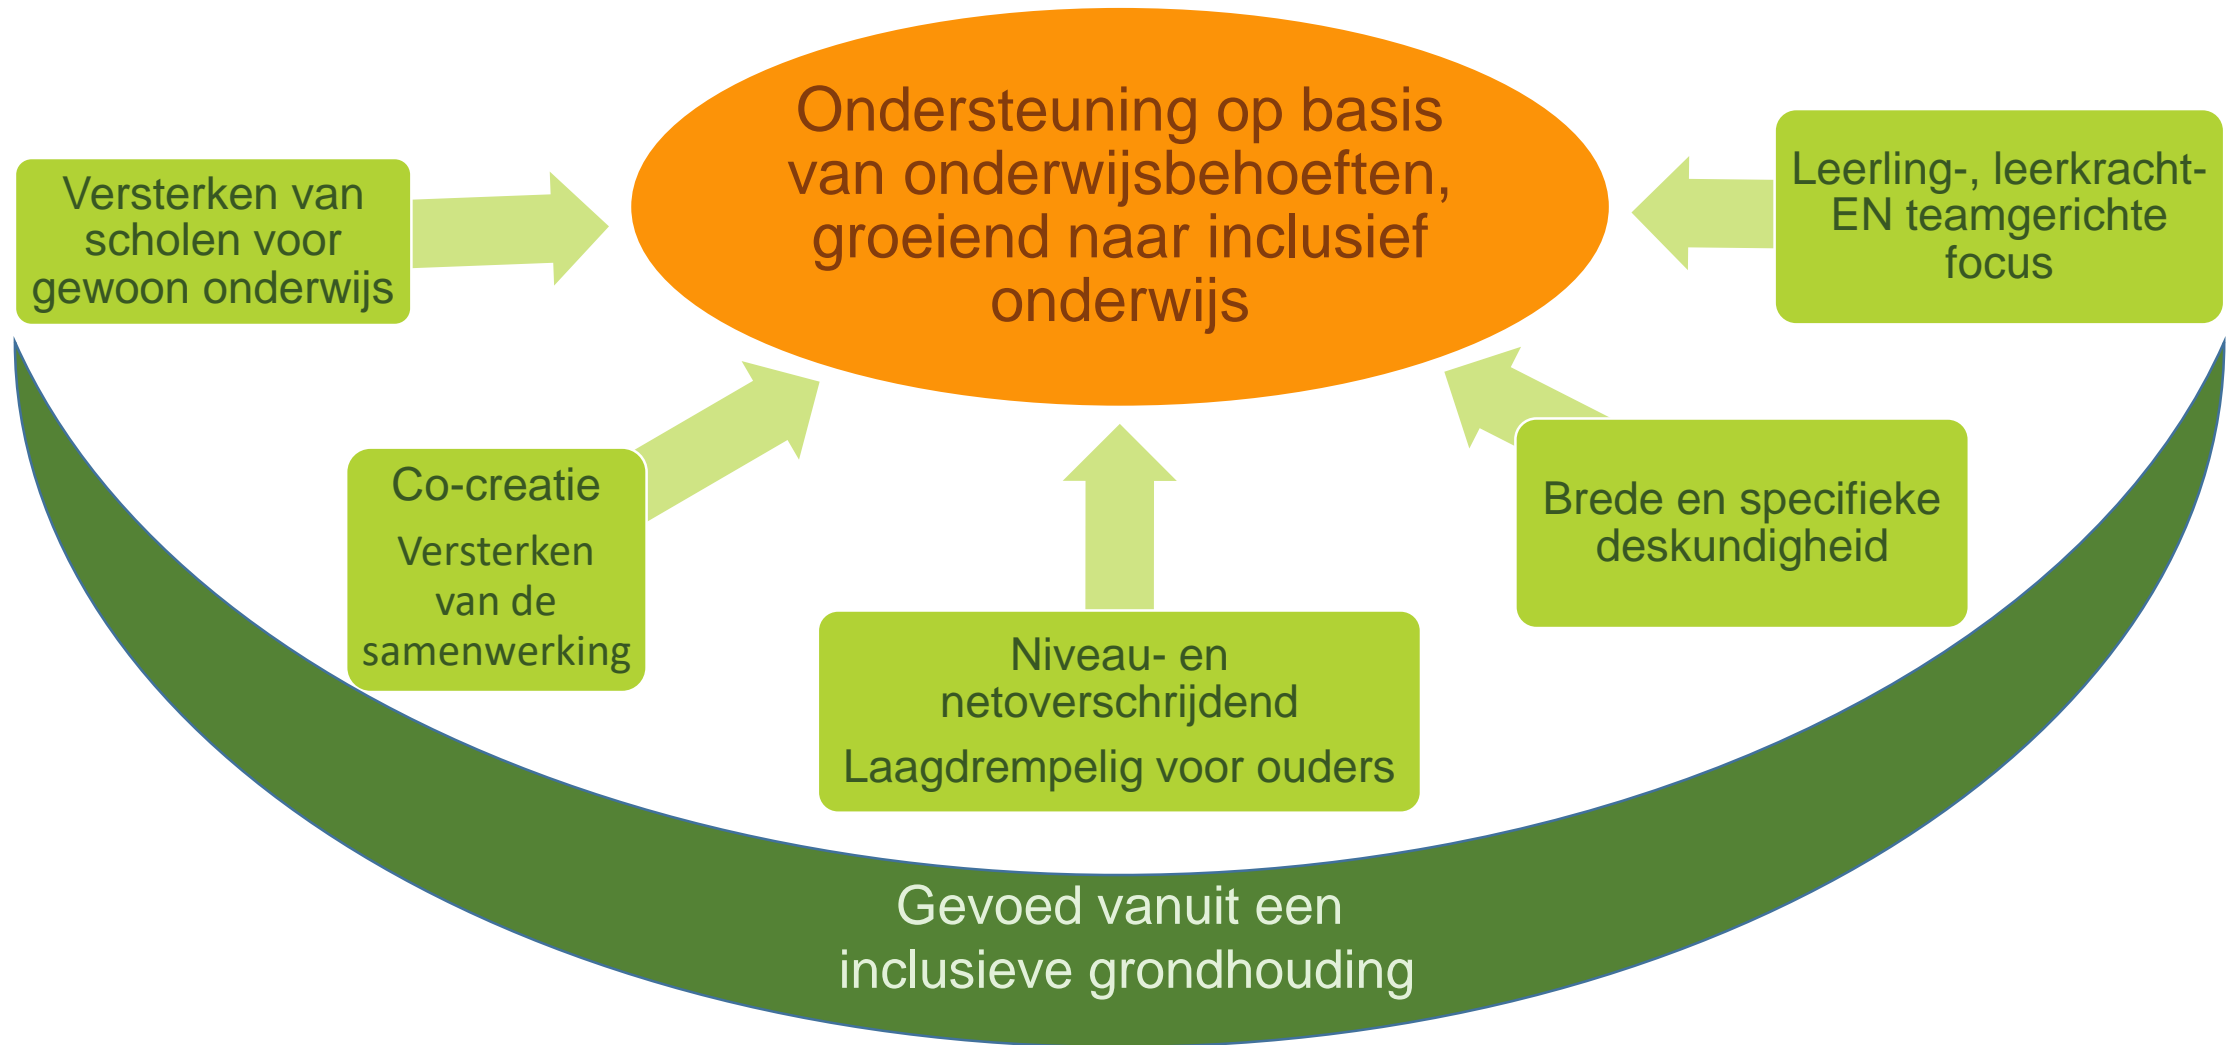 Ondersteuning op basis
van onderwijsbehoeften,
groeiend naar inclusief
onderwijs
Versterken van
scholen voor
gewoon onderwijs
Co-creatie
Versterken
van de
samenwerking
Niveau- en
netoverschrijdend
Laagdrempelig voor ouders
Brede en specifieke
deskundigheid
Leerling-, leerkracht-
EN teamgerichte
focus
Gevoed vanuit een
inclusieve grondhouding